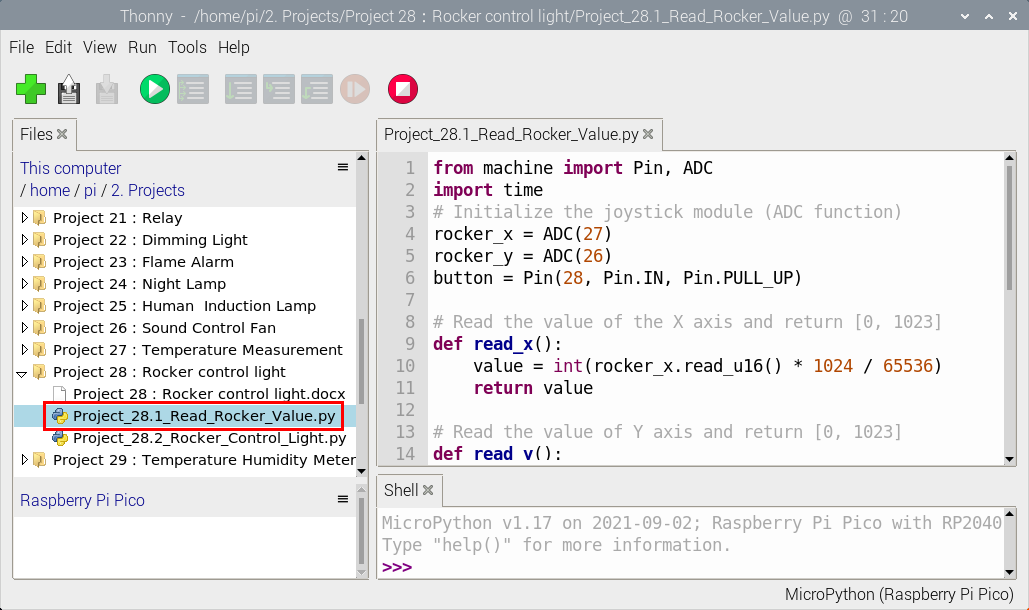 Thonny - /home/pi/2. Projects/Project 28 : Rocker control light/Project_28.1_Read_Rocker_Value.py @ 31 : 20
File Edit View Run Tools Help
Files
This computer
/ home / pi / 2. Projects
Project 21 : Relay
Project 22 : Dimming Light
Project 23 : Flame Alarm
Project 24 : Night Lamp
Project 25 : Human Induction Lamp
Project 26 : Sound Control Fan
Project 27 : Temperature Measurement
Project 28 : Rocker control light
Project 28 : Rocker control light.docx
Project_28.1_Read_Rocker_Value.py
Project_28.2_Rocker_Control_Light.py
Project 29 : Temperature Humidity Meter
Raspberry Pi Pico
Project_28.1_Read_Rocker_Value.py
1 from machine import Pin, ADC
2 import time
3 # Initialize the joystick module (ADC function)
4 rocker_x = ADC(27)
5 rocker_y = ADC(26)
6 button = Pin(28, Pin.IN, Pin.PULL_UP)
7
8 # Read the value of the X axis and return [0, 1023]
9 def read_x():
10 value = int(rocker_x.read_u16() * 1024 / 65536)
11 return value
12
13 # Read the value of Y axis and return [0, 1023]
14 def read_y():
Shell
MicroPython v1.17 on 2021-09-02; Raspberry Pi Pico with RP2040
Type "help()" for more information.
>>>
MicroPython (Raspberry Pi Pico)